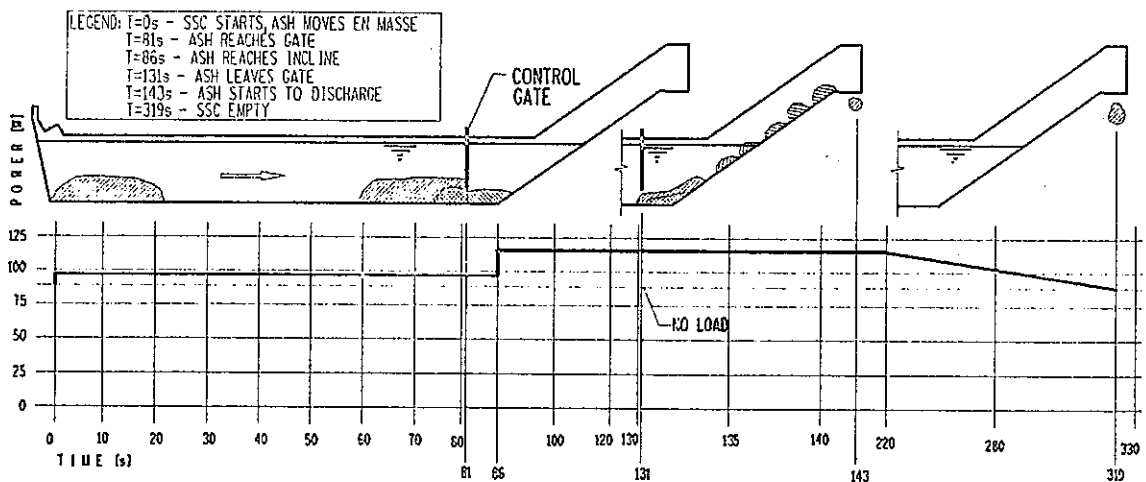 LEGEND: T=0s - SSC STARTS, ASH MOVES EN MASSE
T=81s - ASH REACHES GATE
T=86s - ASH REACHES INCLINE
T=131s - ASH LEAVES GATE
T=143s - ASH STARTS TO DISCHARGE
T=319s - SSC EMPTY
CONTROL
GATE
POWER [W]
125
100
75
50
25
0
NO LOAD
0 10 20 30 40 50 60 70 80 100 120 130 135 140 220 280 330
TIME [s]
81 86 131 143 319